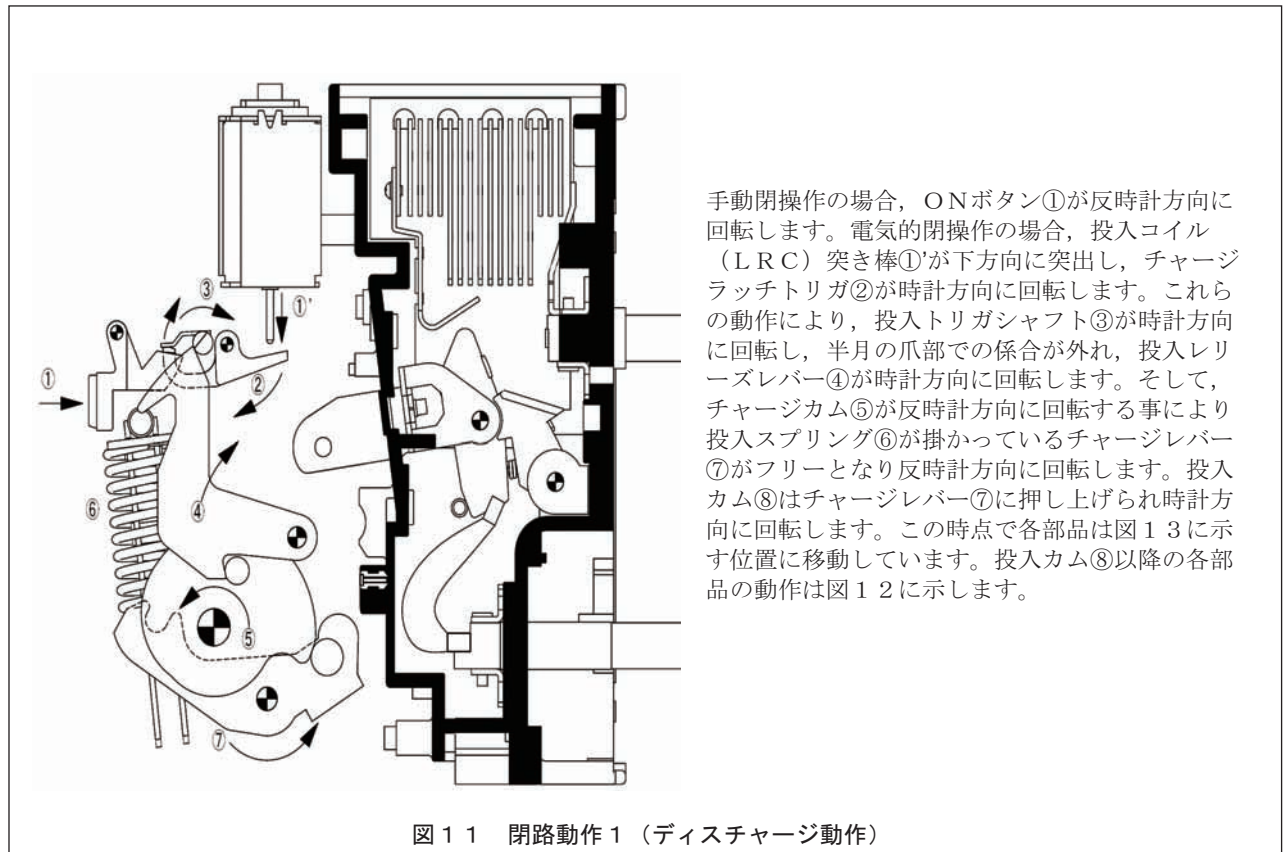 手動閉操作の場合，ＯＮボタン①が反時計方向に
回転します。電気的閉操作の場合，投入コイル
（ＬＲＣ）突き棒①’が下方向に突出し，チャージ
ラッチトリガ②が時計方向に回転します。これら
の動作により，投入トリガシャフト③が時計方向
に回転し，半月の爪部での係合が外れ，投入レリ
ーズレバー④が時計方向に回転します。そして，
チャージカム⑤が反時計方向に回転する事により
投入スプリング⑥が掛かっているチャージレバー
⑦がフリーとなり反時計方向に回転します。投入
カム⑧はチャージレバー⑦に押し上げられ時計方
向に回転します。この時点で各部品は図１３に示
す位置に移動しています。投入カム⑧以降の各部
品の動作は図１２に示します。
③
①’
①
②
⑥
④
⑤
⑦
図１１　閉路動作１（ディスチャージ動作）